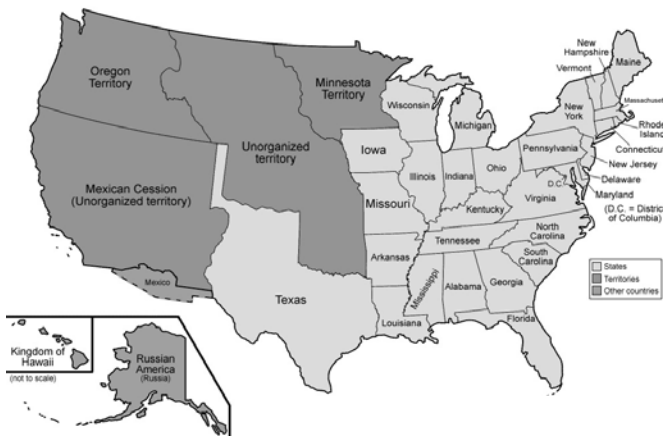 Oregon
Territory
Minnesota
Territory
Unorganized
territory
Mexican Cession
(Unorganized territory)
Mexico
Texas
Wisconsin
Iowa
Missouri
Arkansas
Louisiana
Illinois
Indiana
Michigan
Ohio
Kentucky
Tennessee
Mississippi
Alabama
Georgia
Florida
South
Carolina
North
Carolina
Virginia
D.C.
Pennsylvania
New
York
Vermont
New
Hampshire
Maine
Massachuset
Rhode
Islan
Connecticut
New Jersey
Delaware
Maryland
(D.C. = District
of Columbia)
States
Territories
Other countries
Kingdom of
Hawaii
(not to scale)
Russian
America
(Russia)